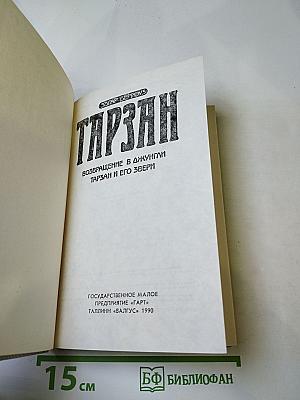 ЭДГАР БЕРРОУЗ
ТАРЗАН
ВОЗВРАЩЕНИЕ В ДЖУНГЛИ
ТАРЗАН И ЕГО ЗВЕРИ
ГОСУДАРСТВЕННОЕ МАЛОЕ
ПРЕДПРИЯТИЕ «ГАРТ»
ТАЛЛИНН «ВАЛГУС» 1990
15 см
БФ БИБЛИОФАН